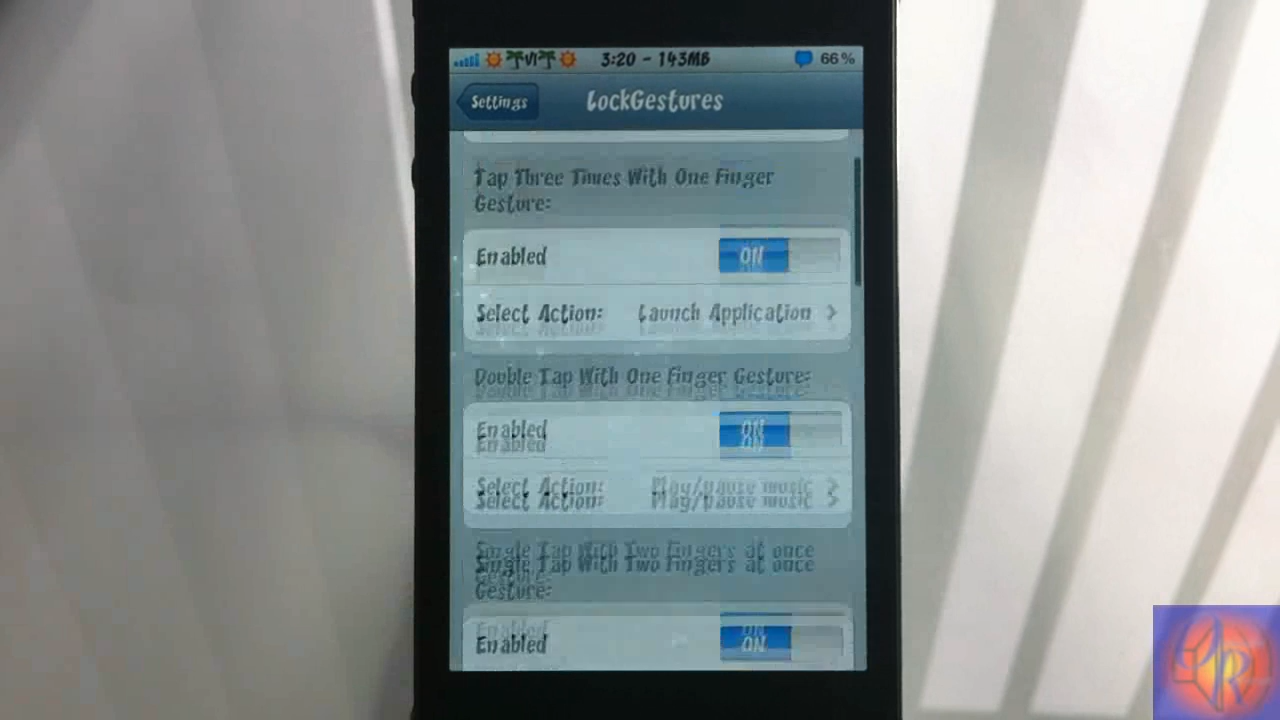 ☀️🌴VI🌴☀️ 3:20 - 143MB 66%
Settings LockGestures
Tap Three Times With One Finger
Gesture:
Enabled ON
Select Action: Launch Application
Double Tap With One Finger Gesture:
Enabled ON
Select Action: Play/pause music
Single Tap With Two Fingers at once
Gesture:
Enabled ON
R